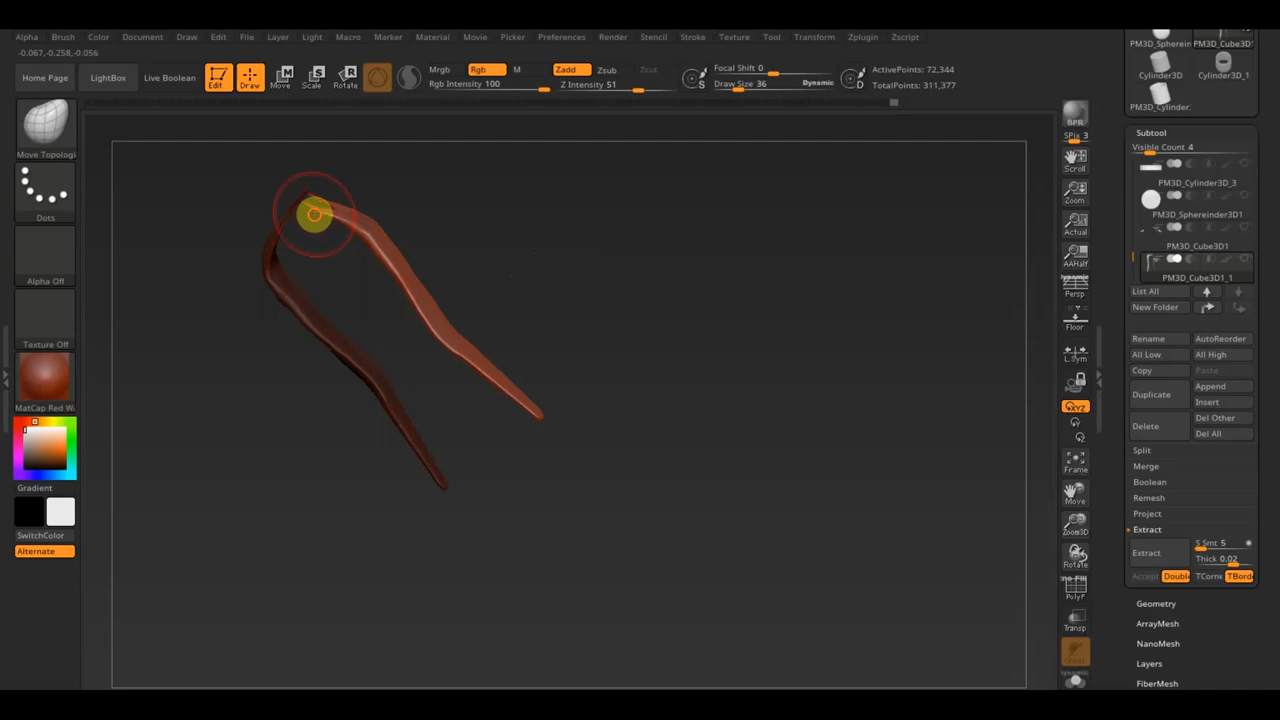 Alpha Brush Color Document Draw Edit File Layer Light Macro Marker Material Movie Picker Preferences Render Stencil Stroke Texture Tool Transform Zplugin Zscript
-0.067,-0.258,-0.056
Home Page LightBox Live Boolean Edit Draw Move Scale Rotate
Mrgb Rgb M Zadd Zsub Zcut
Rgb Intensity 100 Z Intensity 51
S Focal Shift 0
Draw Size 36 Dynamic
D ActivePoints: 72,344
TotalPoints: 311,377
Move Topologi
Dots
Alpha Off
Texture Off
MatCap Red Wa
Gradient
SwitchColor
Alternate
BPR
SPix 3
Scroll
Zoom
Actual
AAHalf
Persp
Floor
L.Sym
XYZ
Frame
Move
Zoom3D
Rotate
PolyF
Transp
PM3D_Spherein PM3D_Cube3D1
Cylinder3D Cylinder3D_1
PM3D_Cylinder.
Subtool
Visible Count 4
PM3D_Cylinder3D_3
PM3D_Sphereinder3D1
PM3D_Cube3D1
PM3D_Cube3D1_1
List All
New Folder
Rename AutoReorder
All Low All High
Copy Paste
Duplicate Append
Insert
Delete Del Other
Del All
Split
Merge
Boolean
Remesh
Project
Extract
Extract S Smt 5
Thick 0.02
Accept Double TCorne TBorde
Geometry
ArrayMesh
NanoMesh
Layers
FiberMesh